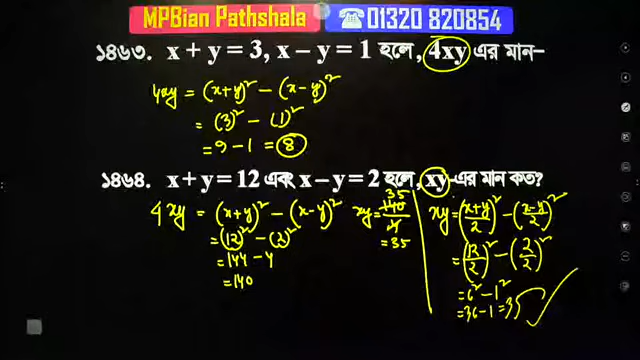 MPBian Pathshala ☎01320 820854
১৪৬৩. x + y = 3, x – y = 1 হলে, 4xy এর মান–
4xy = (x+y)² – (x-y)²
= (3)² – (1)²
= 9 – 1 = 8
১৪৬৪. x + y = 12 এবং x – y = 2 হলে, xy-এর মান কত?
4xy = (x+y)² – (x-y)²
= (12)² – (2)²
= 144 – 4
= 140
xy = 140/4 35
= 35
xy = (x+y/2)² – (x-y/2)²
= (12/2)² – (2/2)²
= 6² – 1²
= 36 – 1 = 35